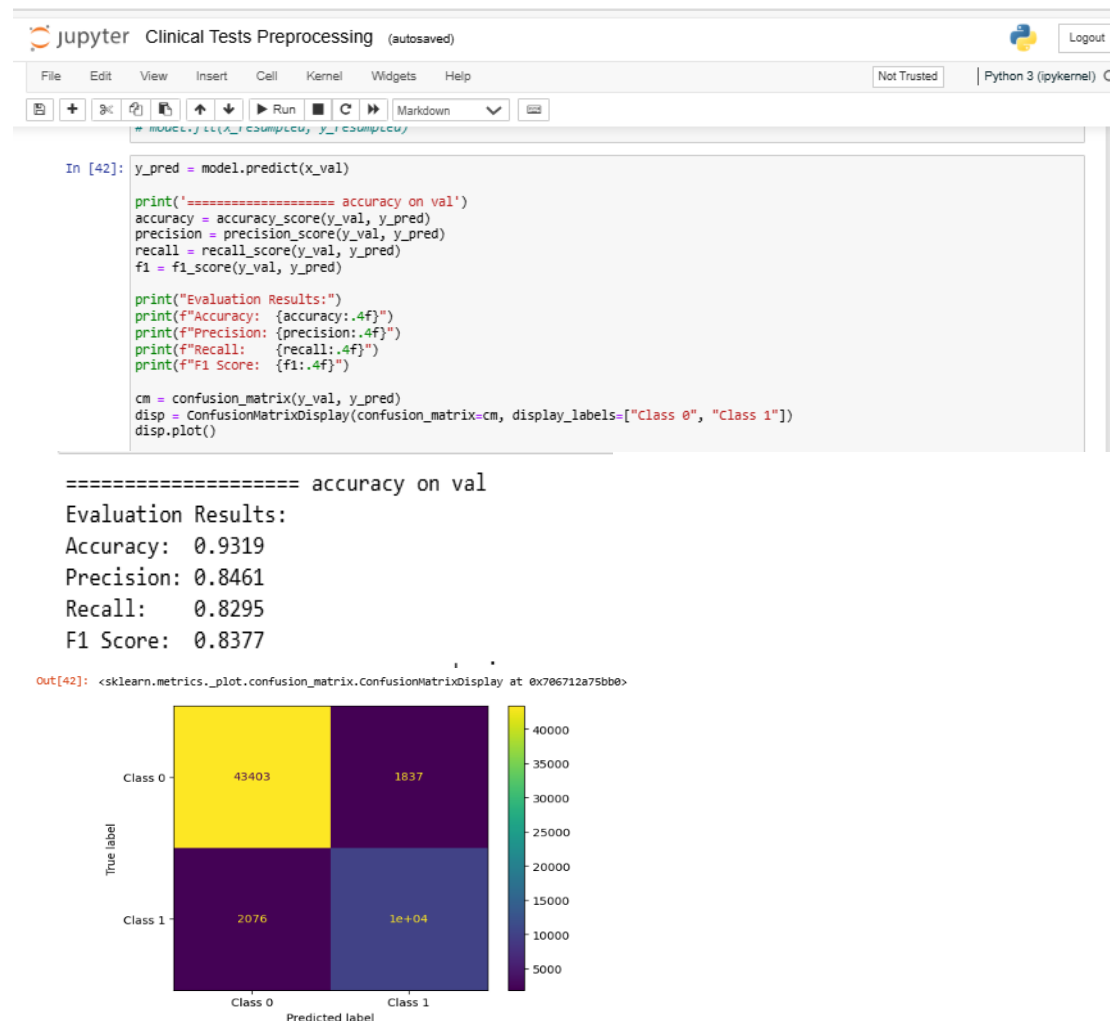 jupyter Clinical Tests Preprocessing (autosaved) Logout
File Edit View Insert Cell Kernel Widgets Help Not Trusted Python 3 (ipykernel)
Run Markdown
# model.fit(x_resampled, y_resampled)
In [42]: y_pred = model.predict(x_val)
print('==================== accuracy on val')
accuracy = accuracy_score(y_val, y_pred)
precision = precision_score(y_val, y_pred)
recall = recall_score(y_val, y_pred)
f1 = f1_score(y_val, y_pred)
print("Evaluation Results:")
print(f"Accuracy:  {accuracy:.4f}")
print(f"Precision: {precision:.4f}")
print(f"Recall:    {recall:.4f}")
print(f"F1 Score:  {f1:.4f}")
cm = confusion_matrix(y_val, y_pred)
disp = ConfusionMatrixDisplay(confusion_matrix=cm, display_labels=["Class 0", "Class 1"])
disp.plot()
==================== accuracy on val
Evaluation Results:
Accuracy:  0.9319
Precision: 0.8461
Recall:    0.8295
F1 Score:  0.8377
Out[42]: <sklearn.metrics._plot.confusion_matrix.ConfusionMatrixDisplay at 0x706712a75bb0>
40000
Class 0 43403 1837
35000
30000
True label
25000
20000
15000
Class 1 2076 1e+04
10000
5000
Class 0 Class 1
Predicted label